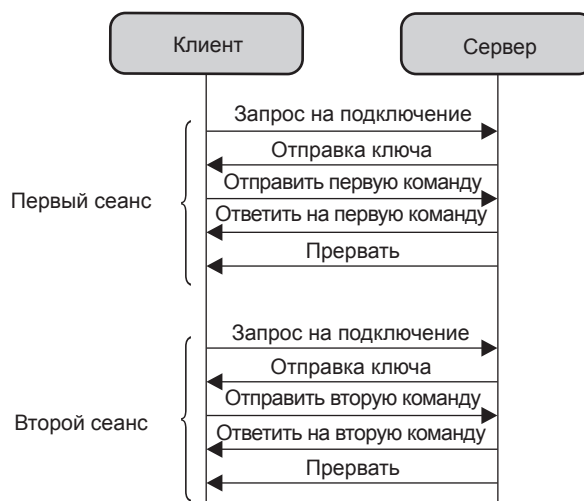 Клиент
Сервер
Запрос на подключение
Отправка ключа
Отправить первую команду
Ответить на первую команду
Прервать
Первый сеанс
Запрос на подключение
Отправка ключа
Отправить вторую команду
Ответить на вторую команду
Прервать
Второй сеанс